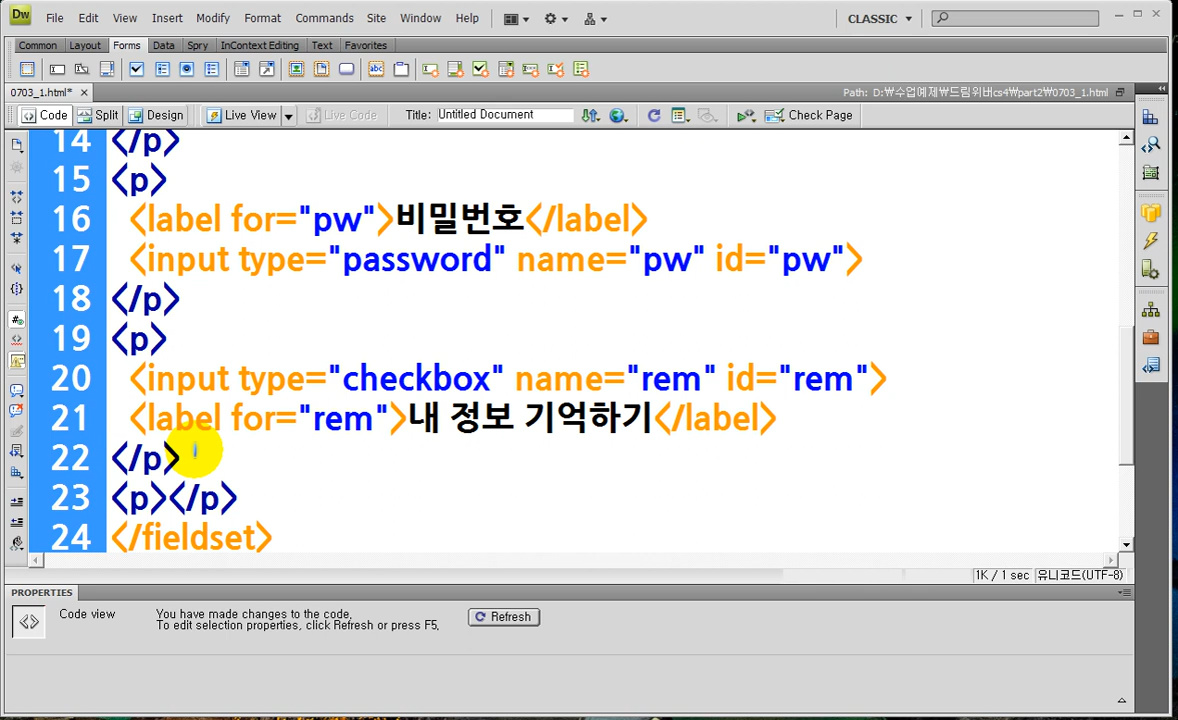 Dw File Edit View Insert Modify Format Commands Site Window Help CLASSIC
Common Layout Forms Data Spry InContext Editing Text Favorites
0703_1.html* × Path: D:₩수업예제₩드림위버cs4₩part2₩0703_1.html
Code Split Design Live View Live Code Title: Untitled Document Check Page
14 </p>
15 <p>
16 <label for="pw">비밀번호</label>
17 <input type="password" name="pw" id="pw">
18 </p>
19 <p>
20 <input type="checkbox" name="rem" id="rem">
21 <label for="rem">내 정보 기억하기</label>
22 </p>
23 <p></p>
24 </fieldset>
1K / 1 sec 유니코드(UTF-8)
PROPERTIES
Code view You have made changes to the code. Refresh
To edit selection properties, click Refresh or press F5.